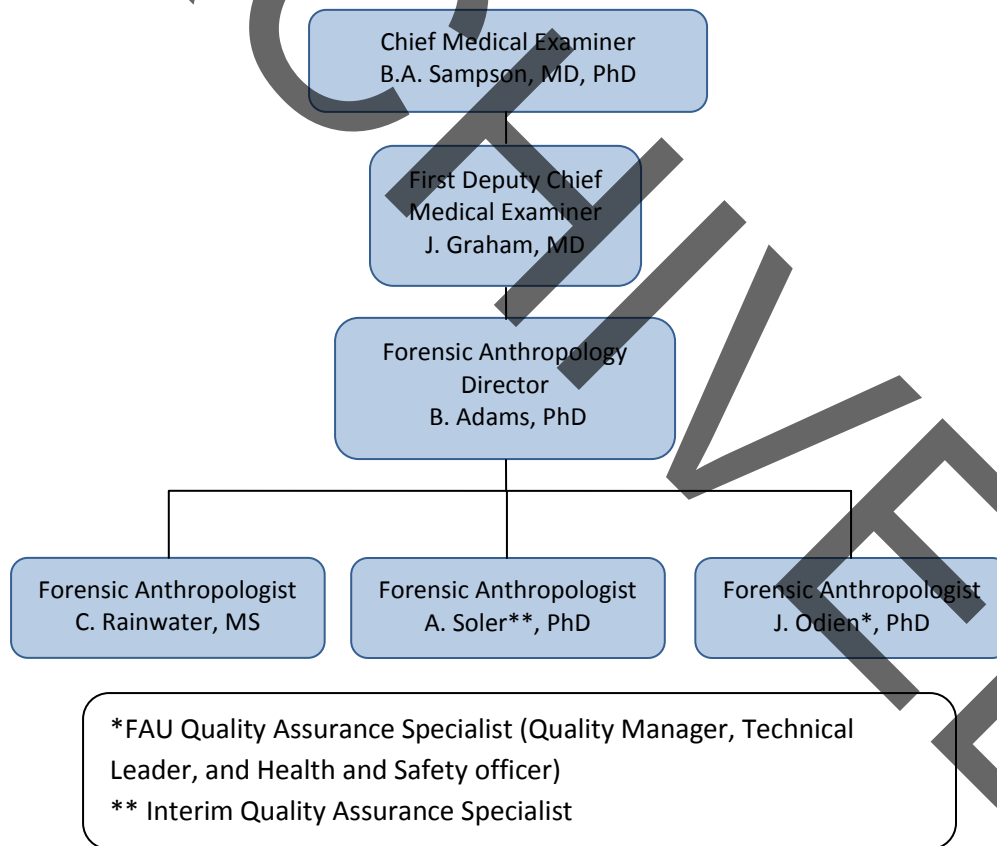 Chief Medical Examiner
B.A. Sampson, MD, PhD
First Deputy Chief
Medical Examiner
J. Graham, MD
Forensic Anthropology
Director
B. Adams, PhD
Forensic Anthropologist
C. Rainwater, MS
Forensic Anthropologist
A. Soler**, PhD
Forensic Anthropologist
J. Odien*, PhD
*FAU Quality Assurance Specialist (Quality Manager, Technical
Leader, and Health and Safety officer)
** Interim Quality Assurance Specialist
CHIVE